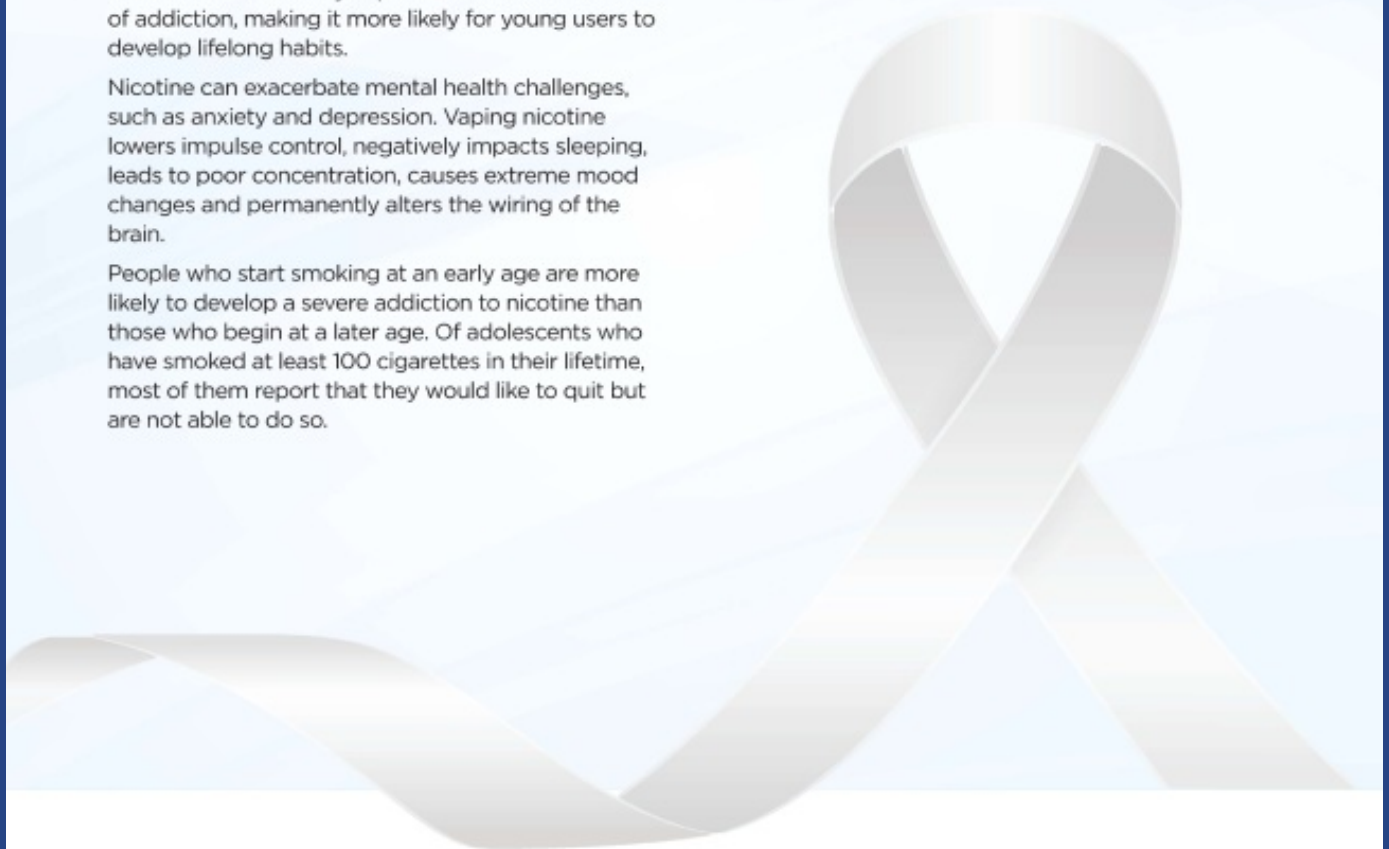 of addiction, making it more likely for young users to
develop lifelong habits.
Nicotine can exacerbate mental health challenges,
such as anxiety and depression. Vaping nicotine
lowers impulse control, negatively impacts sleeping,
leads to poor concentration, causes extreme mood
changes and permanently alters the wiring of the
brain.
People who start smoking at an early age are more
likely to develop a severe addiction to nicotine than
those who begin at a later age. Of adolescents who
have smoked at least 100 cigarettes in their lifetime,
most of them report that they would like to quit but
are not able to do so.